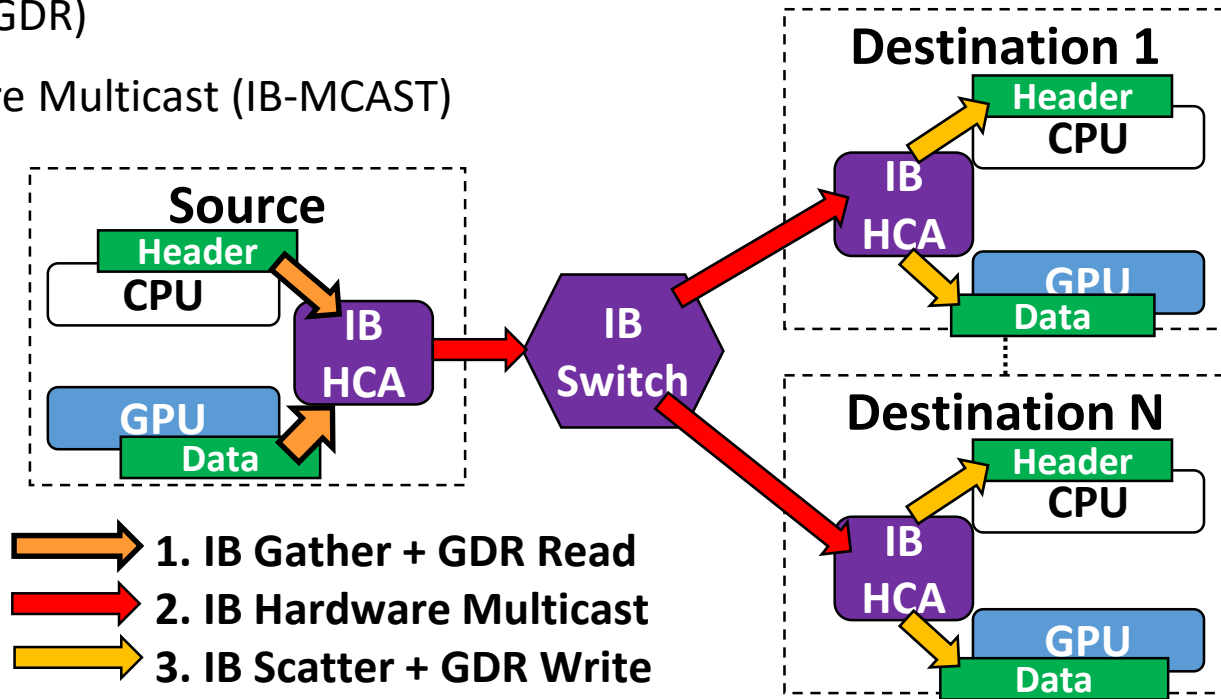 GDR)
re Multicast (IB-MCAST)
Source
Header
CPU
GPU
Data
IB
HCA
IB
Switch
Destination 1
Header
CPU
IB
HCA
GPU
Data
Destination N
Header
CPU
IB
HCA
GPU
Data
1. IB Gather + GDR Read
2. IB Hardware Multicast
3. IB Scatter + GDR Write